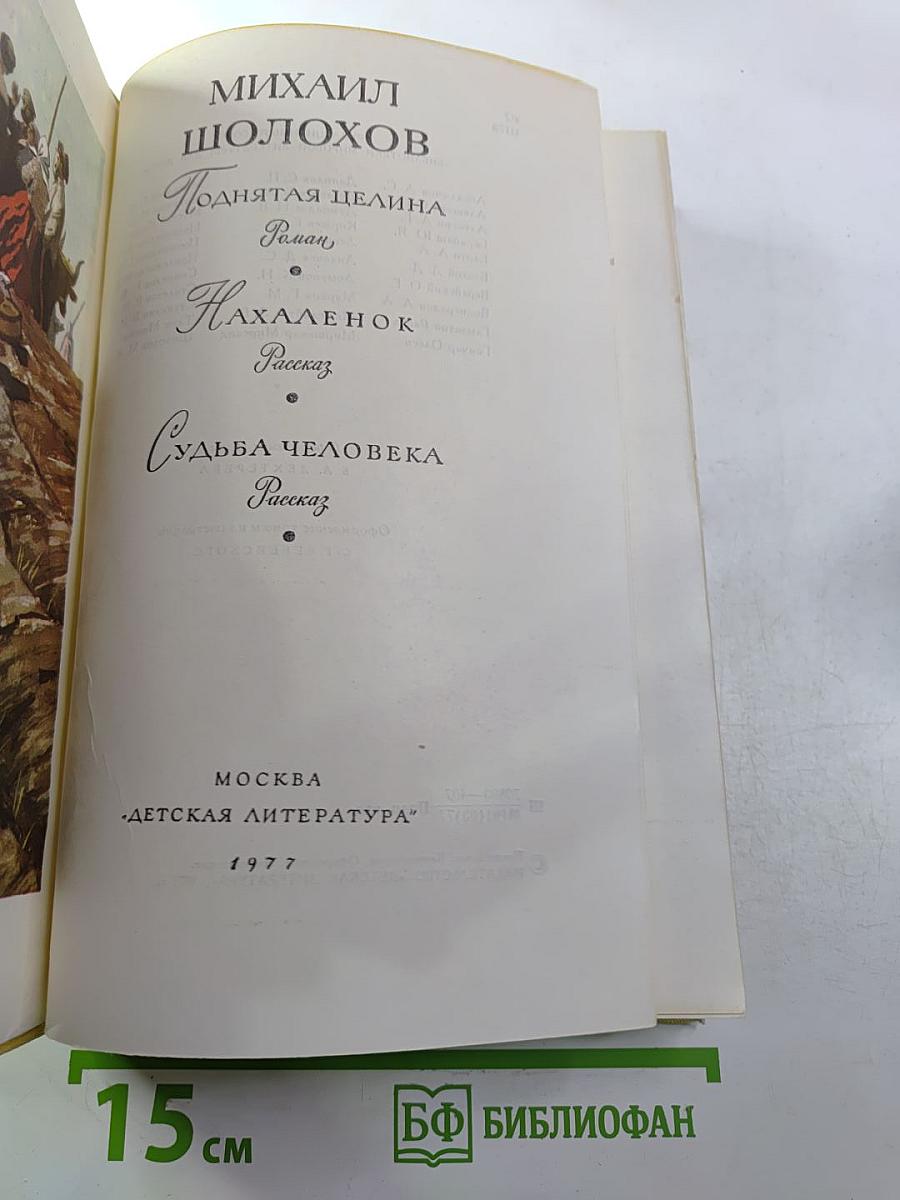 МИХАИЛ
ШОЛОХОВ
ПОДНЯТАЯ ЦЕЛИНА
Роман
НАХАЛЕНОК
Рассказ
СУДЬБА ЧЕЛОВЕКА
Рассказ
МОСКВА
«ДЕТСКАЯ ЛИТЕРАТУРА"
1977
15 см
БФ БИБЛИОФАН